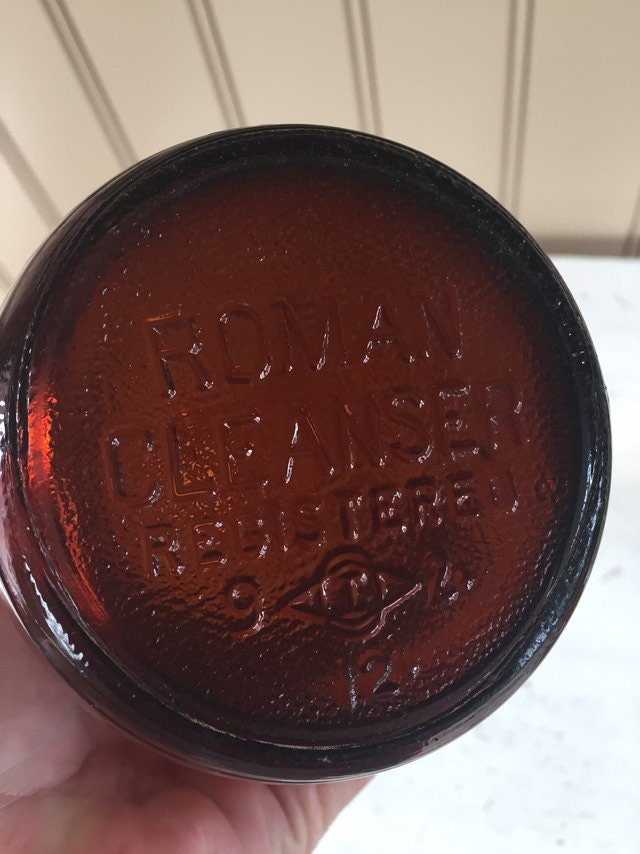 ROMAN
CLEANSER
REGISTERED
9 I 4
12